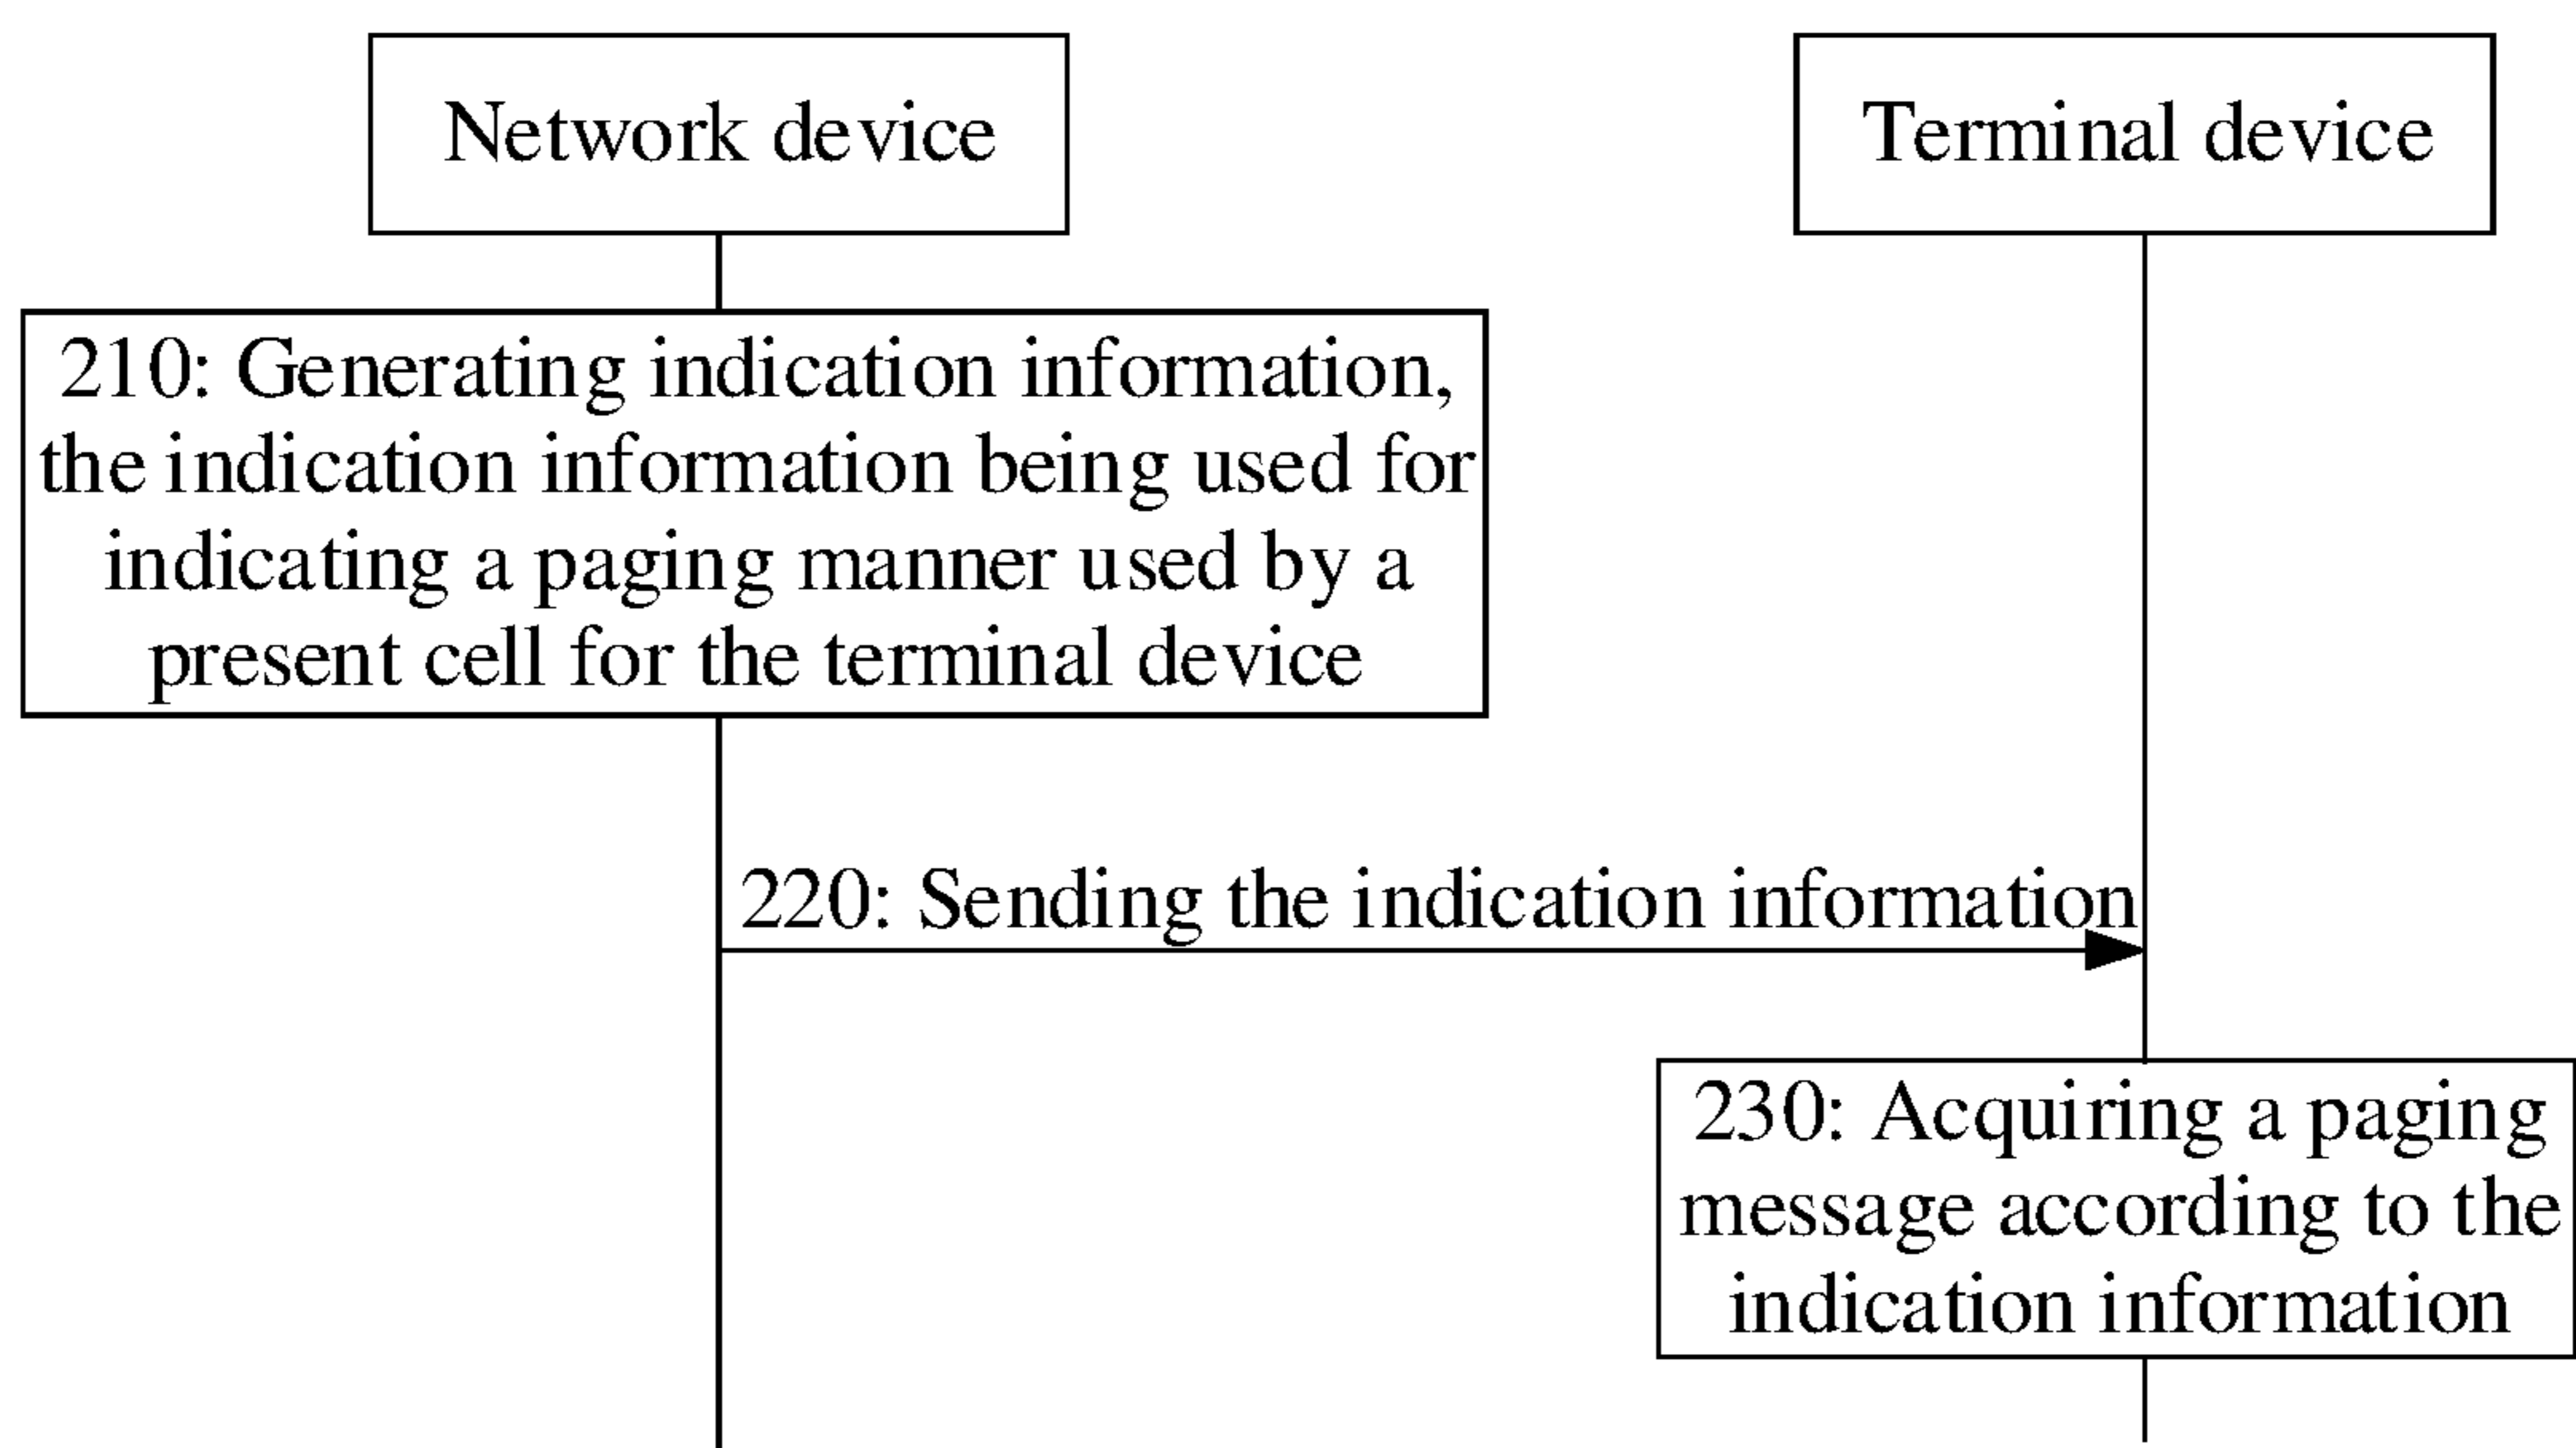 Network device
Terminal device
210: Generating indication information,
the indication information being used for
indicating a paging manner used by a
present cell for the terminal device
220: Sending the indication information
230: Acquiring a paging
message according to the
indication information